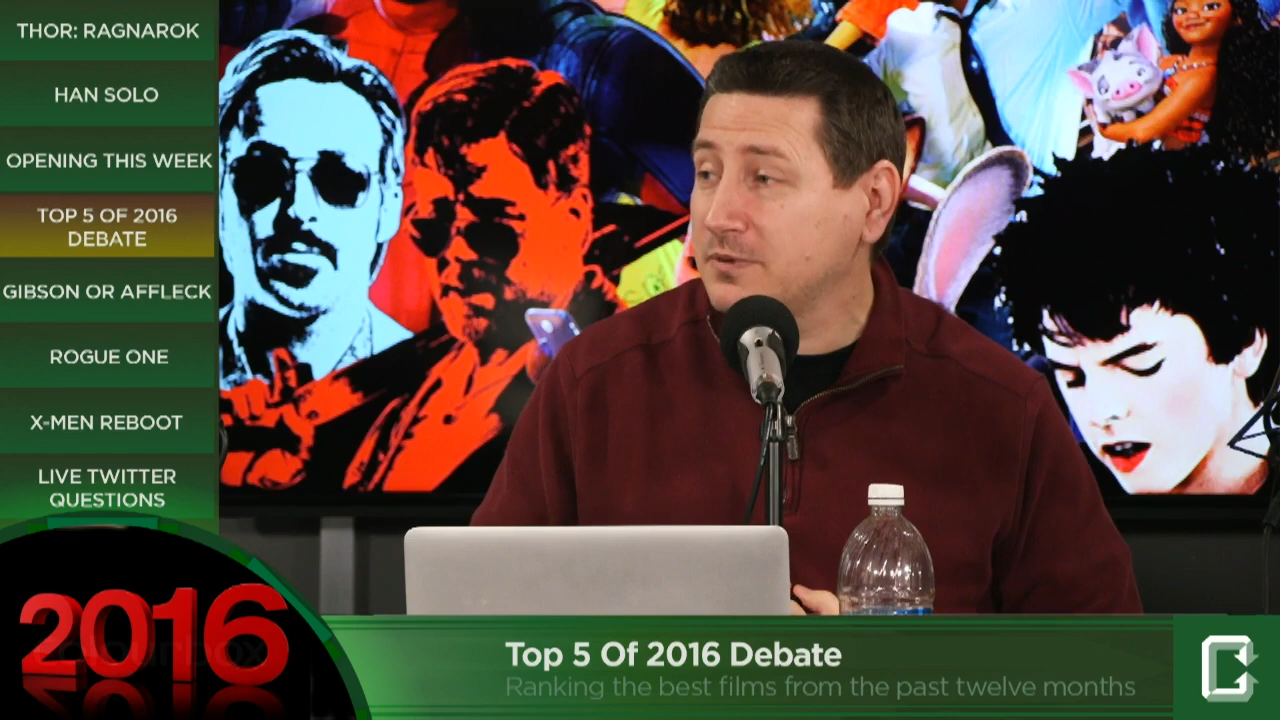 THOR: RAGNAROK
HAN SOLO
OPENING THIS WEEK
TOP 5 OF 2016
DEBATE
GIBSON OR AFFLECK
ROGUE ONE
X-MEN REBOOT
LIVE TWITTER
QUESTIONS
2016
Top 5 Of 2016 Debate
Ranking the best films from the past twelve months